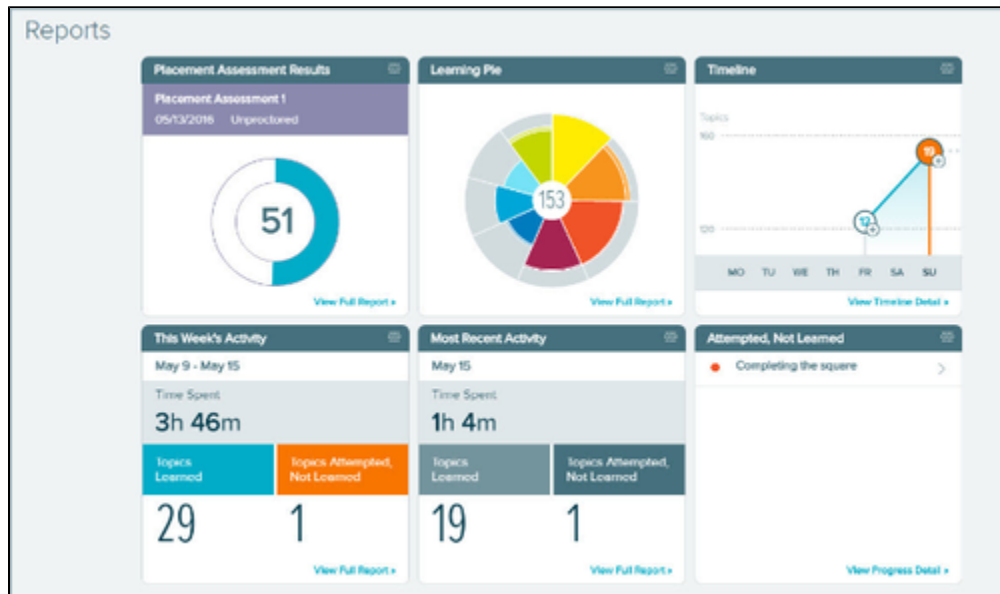 Reports
Placement Assessment Results
Placement Assessment 1
05/13/2016 Unproctored
51
View Full Report »
Learning Pie
153
View Full Report »
Timeline
Topics
160
19
12
120
MO TU WE TH FR SA SU
View Timeline Detail »
This Week's Activity
May 9 - May 15
Time Spent
3h 46m
Topics Learned
Topics Attempted, Not Learned
29 1
View Full Report »
Most Recent Activity
May 15
Time Spent
1h 4m
Topics Learned
Topics Attempted, Not Learned
19 1
View Full Report »
Attempted, Not Learned
Completing the square
View Progress Detail »